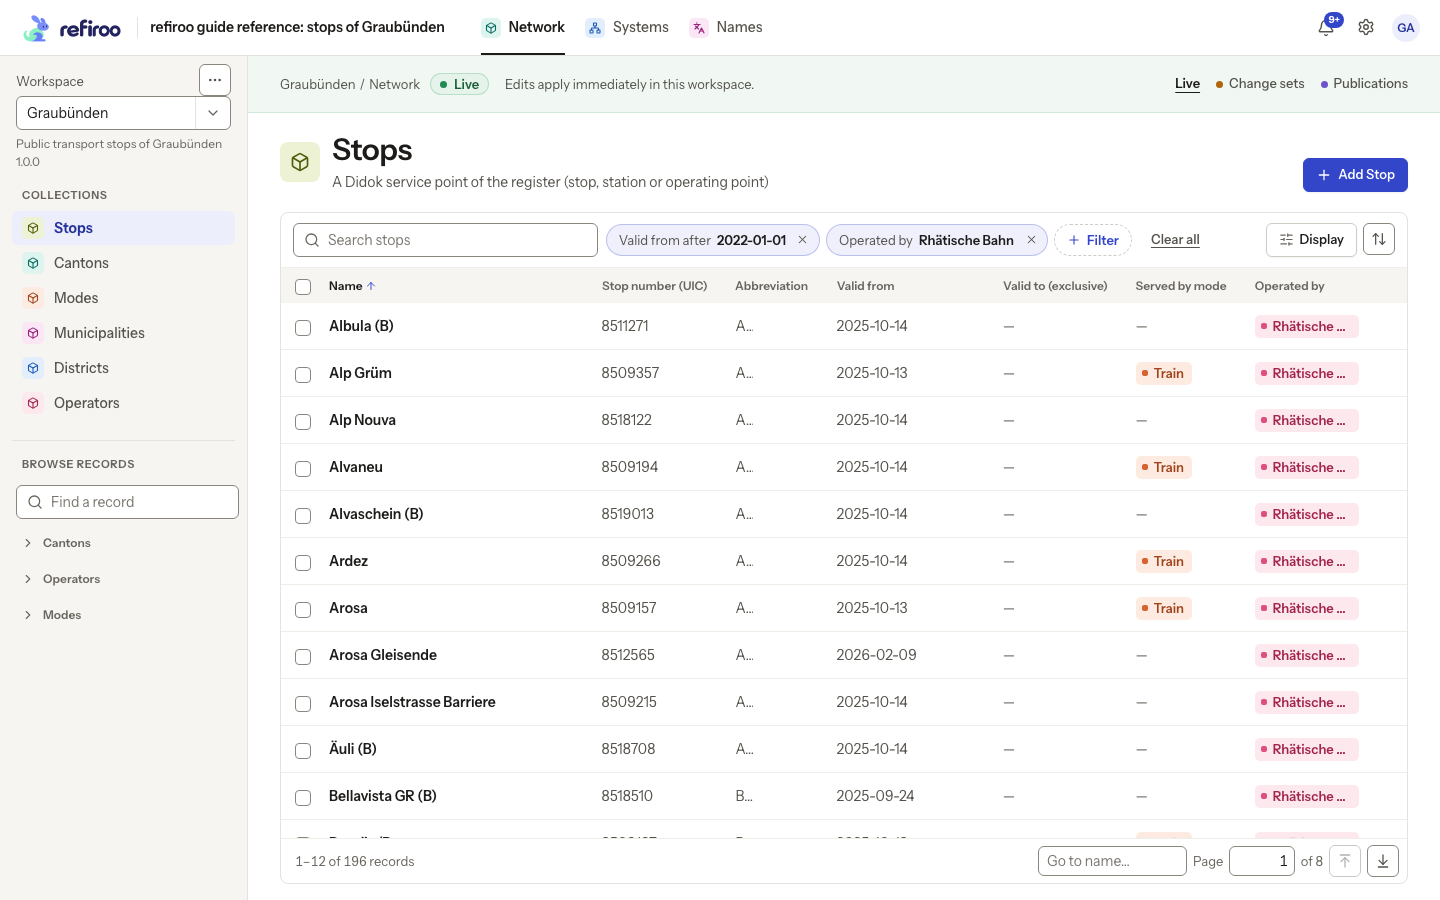 refiroo
refiroo guide reference: stops of Graubünden
Network
Systems
Names
9+
GA
Workspace
Graubünden
Public transport stops of Graubünden
1.0.0
COLLECTIONS
Stops
Cantons
Modes
Municipalities
Districts
Operators
BROWSE RECORDS
Find a record
Cantons
Operators
Modes
Graubünden / Network Live Edits apply immediately in this workspace.
Live Change sets Publications
Stops
A Didok service point of the register (stop, station or operating point)
Add Stop
Search stops Valid from after 2022-01-01 Operated by Rhätische Bahn Filter Clear all Display
Name Stop number (UIC) Abbreviation Valid from Valid to (exclusive) Served by mode Operated by
Albula (B) 8511271 A... 2025-10-14 — — Rhätische ...
Alp Grüm 8509357 A... 2025-10-13 — Train Rhätische ...
Alp Nouva 8518122 A... 2025-10-14 — — Rhätische ...
Alvaneu 8509194 A... 2025-10-14 — Train Rhätische ...
Alvaschein (B) 8519013 A... 2025-10-14 — — Rhätische ...
Ardez 8509266 A... 2025-10-14 — Train Rhätische ...
Arosa 8509157 A... 2025-10-13 — Train Rhätische ...
Arosa Gleisende 8512565 A... 2026-02-09 — — Rhätische ...
Arosa Iselstrasse Barriere 8509215 A... 2025-10-14 — — Rhätische ...
Äuli (B) 8518708 A... 2025-10-14 — — Rhätische ...
Bellavista GR (B) 8518510 B... 2025-09-24 — — Rhätische ...
1–12 of 196 records
Go to name... Page 1 of 8